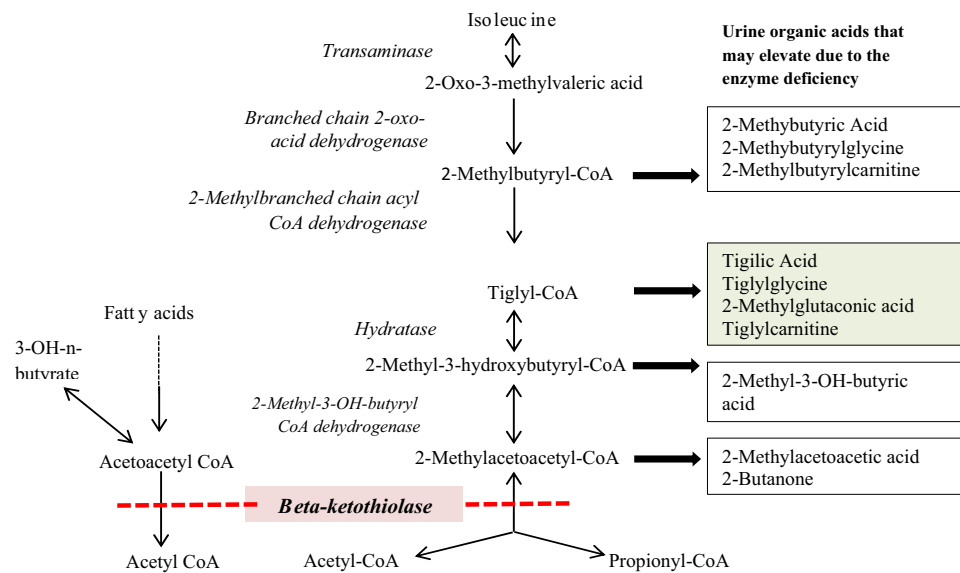 Isoleucine
Urine organic acids that
may elevate due to the
enzyme deficiency
Transaminase
2-Oxo-3-methylvaleric acid
Branched chain 2-oxo-
acid dehydrogenase
2-Methybutyric Acid
2-Methybutyrylglycine
2-Methylbutyrylcarnitine
2-Methylbutyryl-CoA
2-Methylbranched chain acyl
CoA dehydrogenase
Tigilic Acid
Tiglylglycine
2-Methylglutaconic acid
Tiglylcarnitine
Tiglyl-CoA
Fatty acids
Hydratase
3-OH-n-
butyrate
2-Methyl-3-hydroxybutyryl-CoA
2-Methyl-3-OH-butyric
acid
2-Methyl-3-OH-butyryl
CoA dehydrogenase
Acetoacetyl CoA
2-Methylacetoacetyl-CoA
2-Methylacetoacetic acid
2-Butanone
Beta-ketothiolase
Acetyl CoA
Acetyl-CoA
Propionyl-CoA